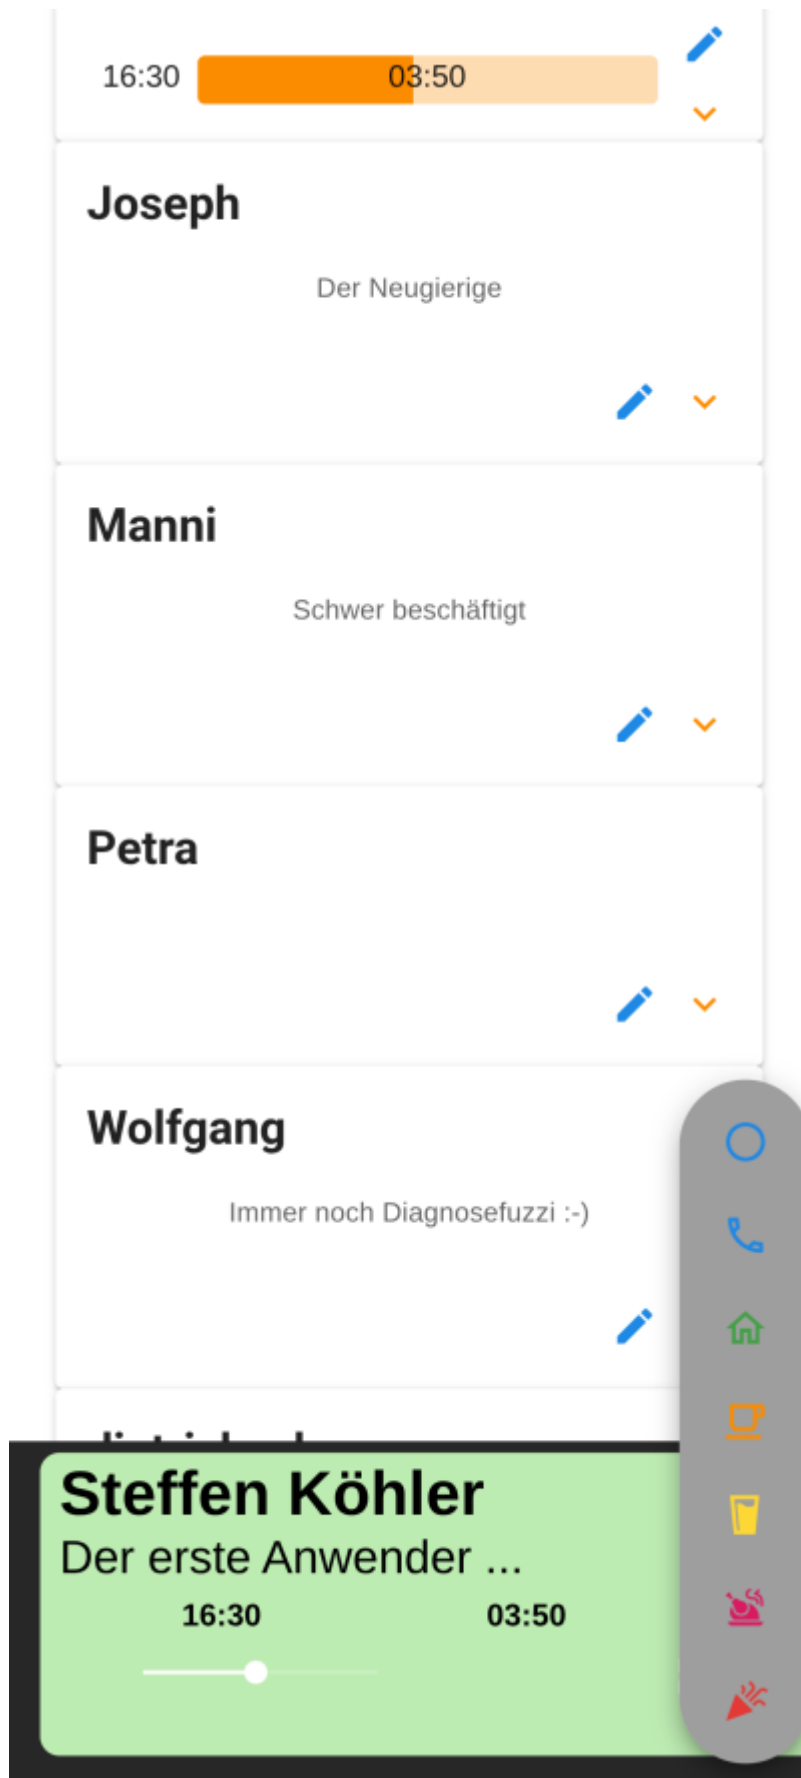 16:30 03:50
Joseph
Der Neugierige
Manni
Schwer beschäftigt
Petra
Wolfgang
Immer noch Diagnosefuzzi :-)
Steffen Köhler
Der erste Anwender ...
16:30 03:50